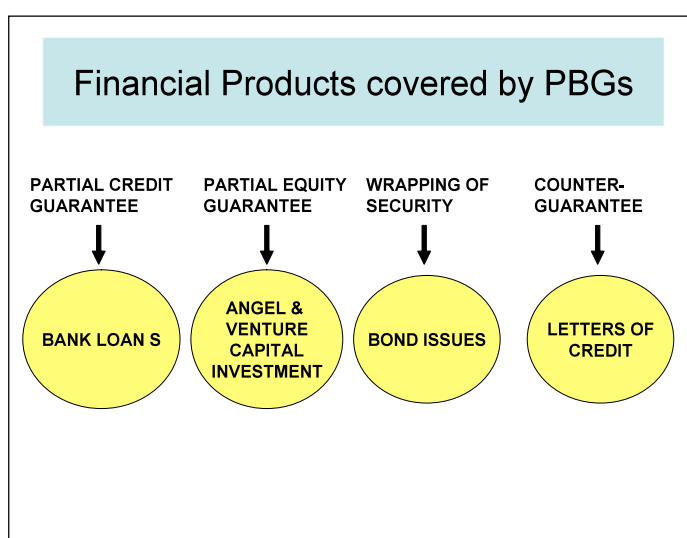 Financial Products covered by PBGs
PARTIAL CREDIT
GUARANTEE
PARTIAL EQUITY
GUARANTEE
WRAPPING OF
SECURITY
COUNTER-
GUARANTEE
BANK LOAN S
ANGEL &
VENTURE
CAPITAL
INVESTMENT
BOND ISSUES
LETTERS OF
CREDIT